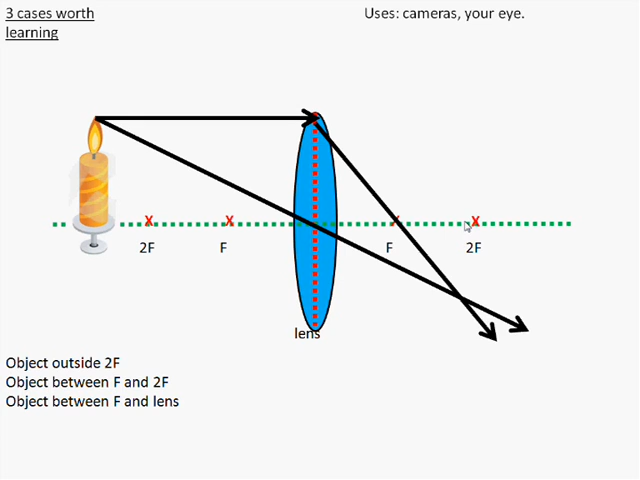 3 cases worth
learning
Uses: cameras, your eye.
X X X X
2F F F 2F
lens
Object outside 2F
Object between F and 2F
Object between F and lens